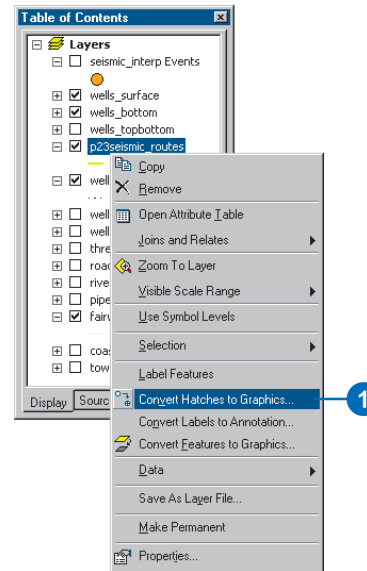 Table of Contents
Layers
seismic_interp Events
wells_surface
wells_bottom
wells_topbottom
p23seismic_routes
well
well
well
thre
road
rive
pipe
fairw
coas
tow
Display Sourc
Copy
Remove
Open Attribute Table
Joins and Relates
Zoom To Layer
Visible Scale Range
Use Symbol Levels
Selection
Label Features
Convert Hatches to Graphics...
Convert Labels to Annotation...
Convert Features to Graphics...
Data
Save As Layer File...
Make Permanent
Properties...
1